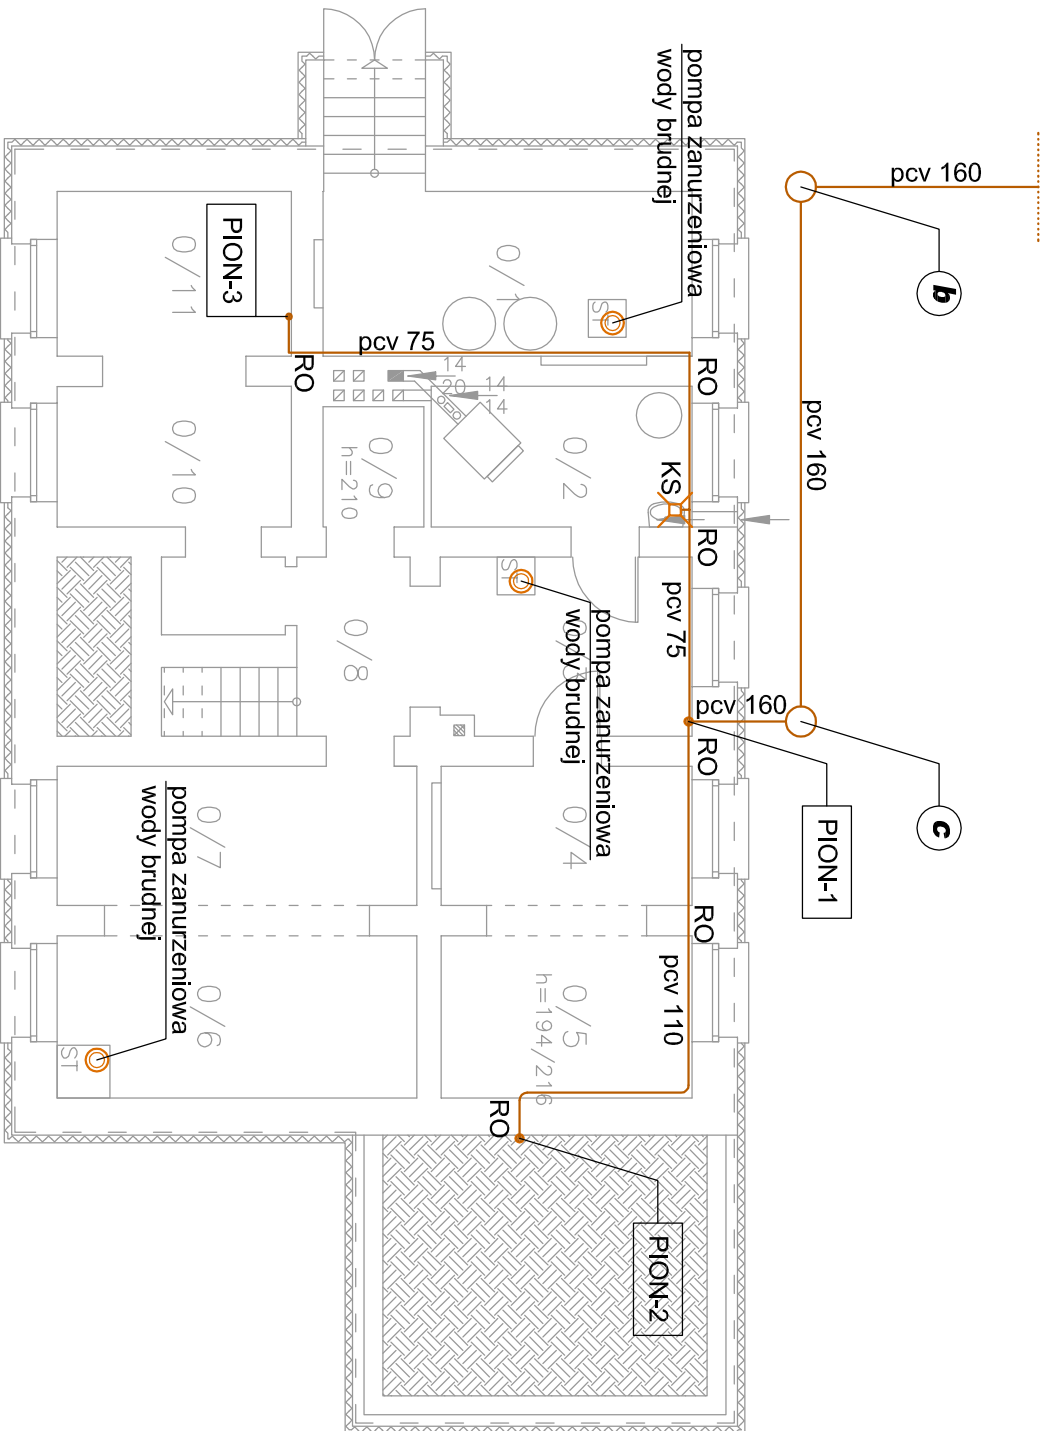 pcv 160
b
pcv 160
c
pcv 160
PION-1
pompa zanurzeniowa
wody brudnej
ST
0/1
PION-3
0/11
pcv 75
RO
RO
14
20
14
14
0/2
KS
RO
0/9
h=210
0/10
ST
pcv 75
pompa zanurzeniowa
wody brudnej
0/8
RO
0/4
0/7
pompa zanurzeniowa
wody brudnej
RO
pcv 110
0/5
h=194/216
0/6
ST
RO
PION-2